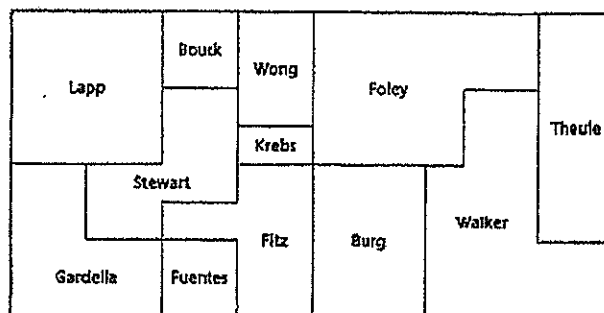 Bouck
Wong
Lapp
Foley
Theule
Krebs
Stewart
Walker
Fitz
Burg
Gardella
Fuentes